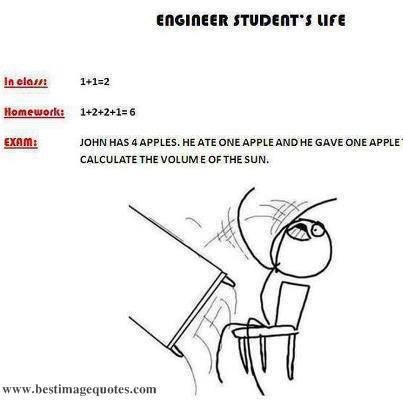 ENGINEER STUDENT'S LIFE
In class: 1+1=2
Homework: 1+2+2+1= 6
EXAM: JOHN HAS 4 APPLES. HE ATE ONE APPLE AND HE GAVE ONE APPLE
CALCULATE THE VOLUME OF THE SUN.
www.bestimagequotes.com